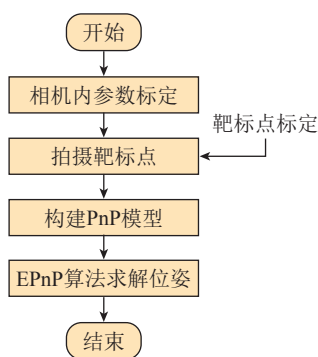 开始
相机内参数标定
靶标点标定
拍摄靶标点
构建PnP模型
EPnP算法求解位姿
结束